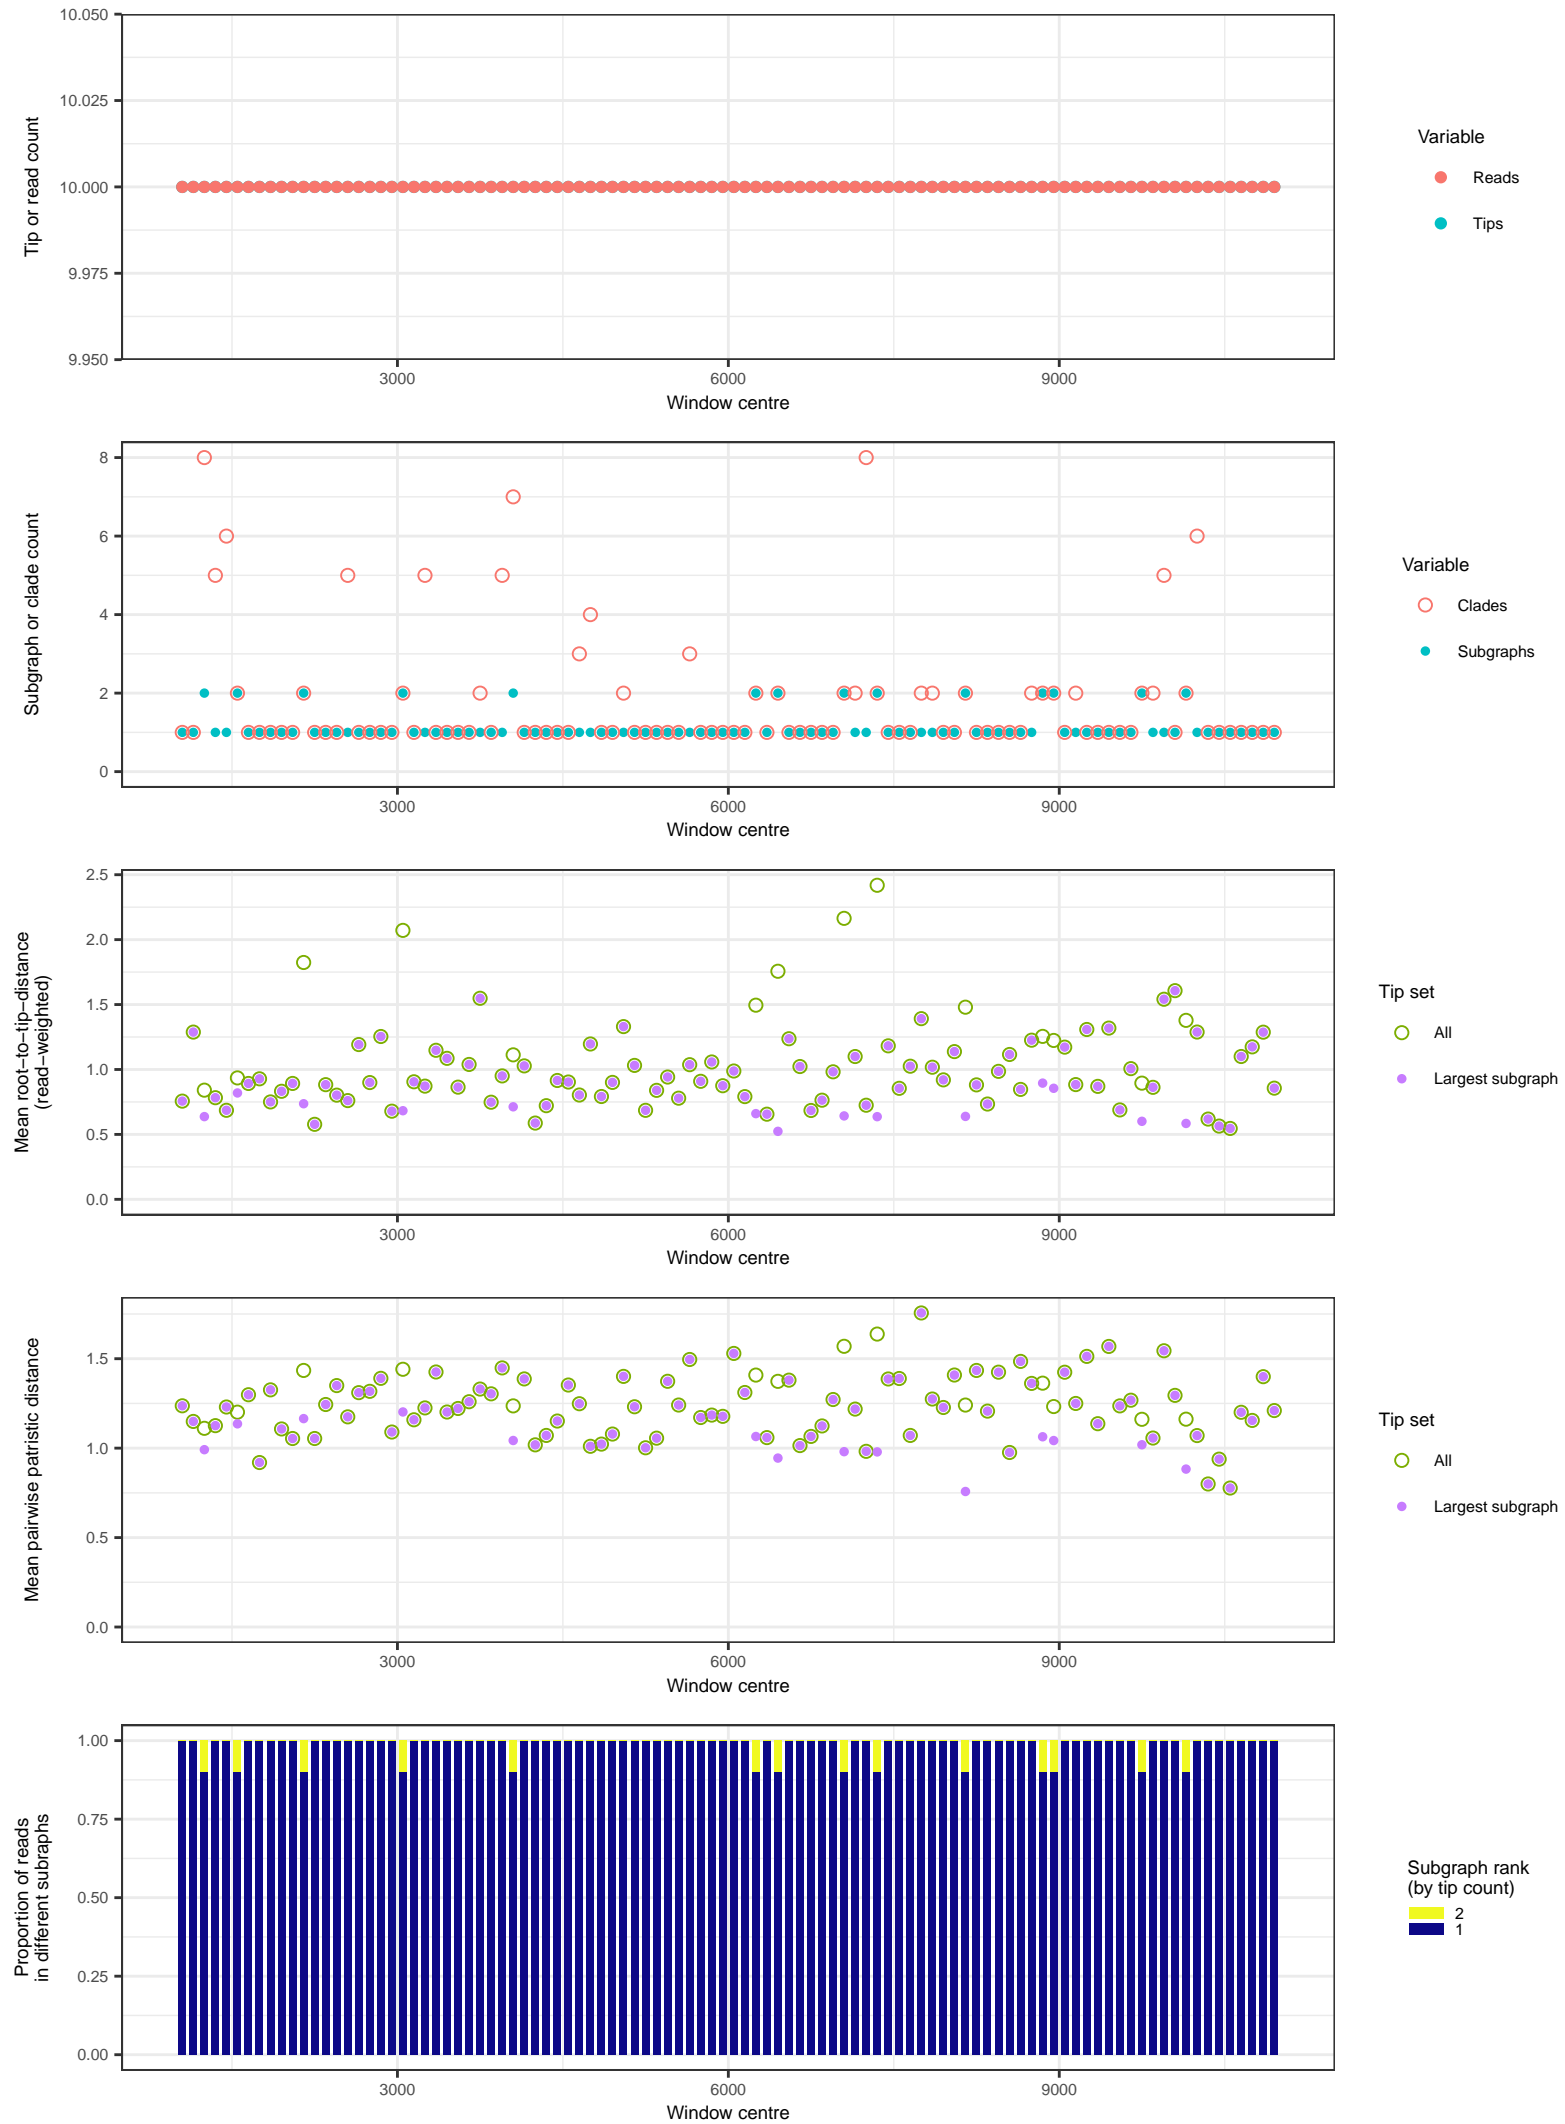 10.050
10.025
10.000
9.975
9.950
Tip or read count
3000 6000 9000
Window centre
Variable
Reads
Tips
8
6
4
2
0
Subgraph or clade count
3000 6000 9000
Window centre
Variable
Clades
Subgraphs
2.5
2.0
1.5
1.0
0.5
0.0
Mean root−to−tip−distance
(read−weighted)
3000 6000 9000
Window centre
Tip set
All
Largest subgraph
1.5
1.0
0.5
0.0
Mean pairwise patristic distance
3000 6000 9000
Window centre
Tip set
All
Largest subgraph
1.00
0.75
0.50
0.25
0.00
Proportion of reads
in different subraphs
3000 6000 9000
Window centre
Subgraph rank
(by tip count)
2
1